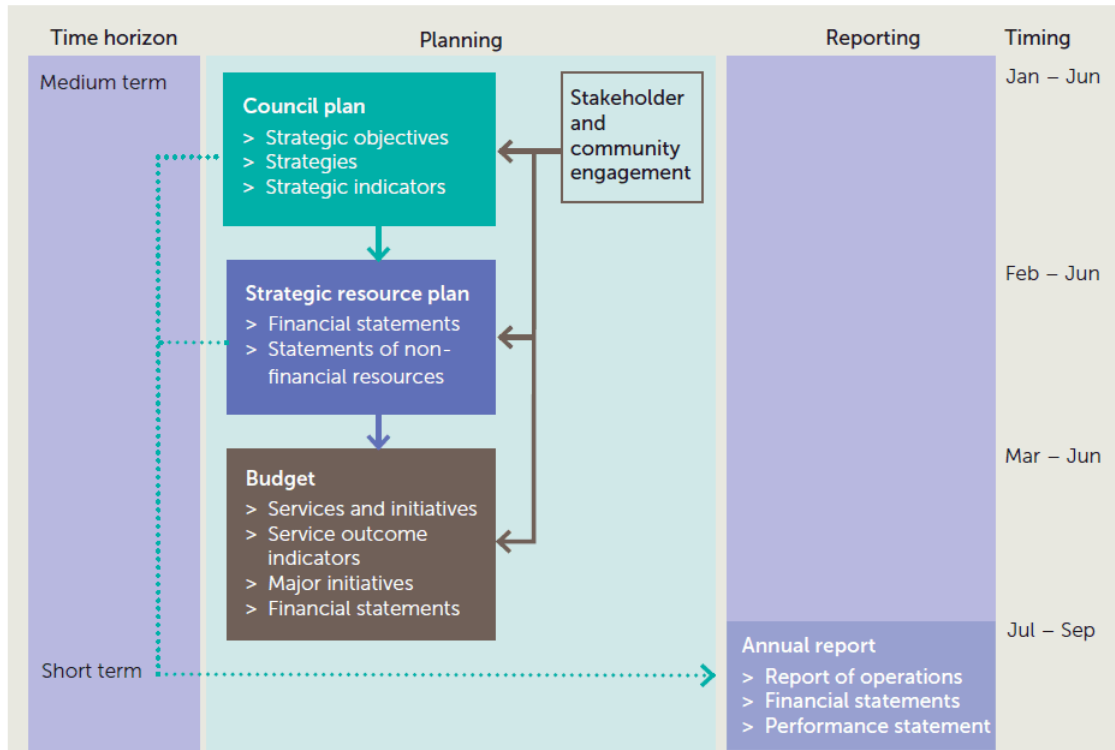 Time horizon
Planning
Reporting
Timing
Medium term
Jan – Jun
Council plan
> Strategic objectives
> Strategies
> Strategic indicators
Stakeholder
and
community
engagement
Feb – Jun
Strategic resource plan
> Financial statements
> Statements of non-
financial resources
Mar – Jun
Budget
> Services and initiatives
> Service outcome
indicators
> Major initiatives
> Financial statements
Jul – Sep
Short term
Annual report
> Report of operations
> Financial statements
> Performance statement